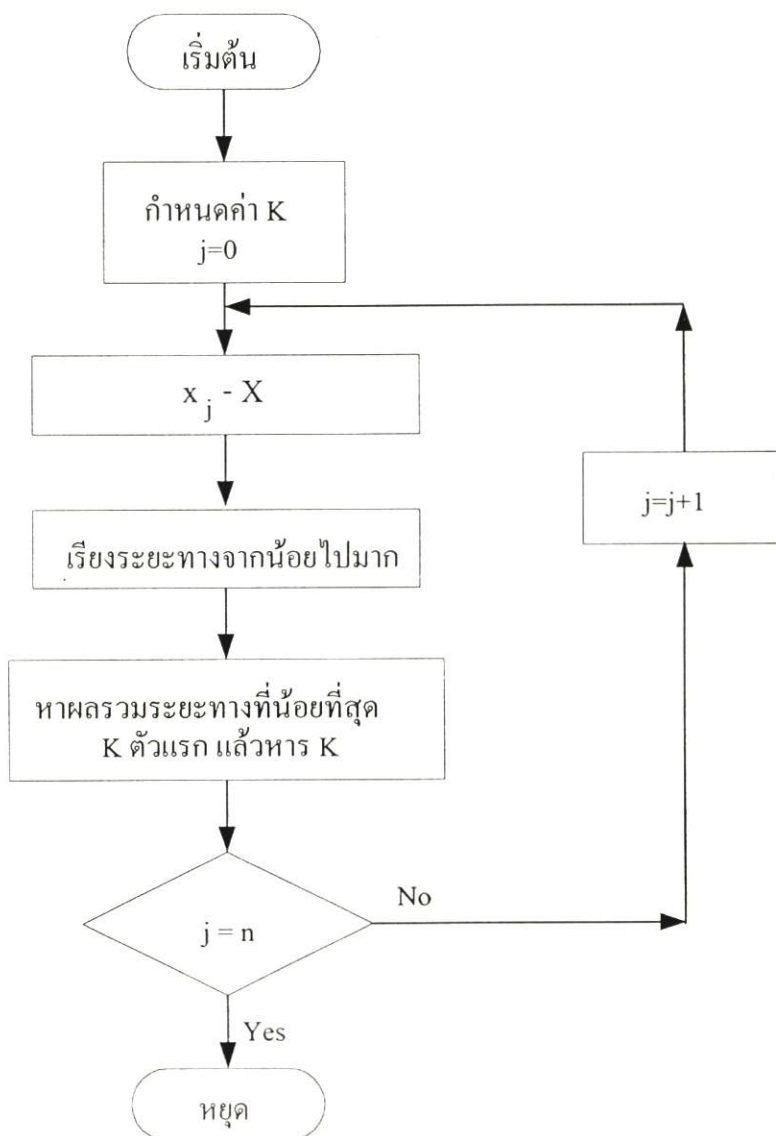 เริ่มต้น
กำหนดค่า K
j=0
x j - X
เรียงระยะทางจากน้อยไปมาก
หาผลรวมระยะทางที่น้อยที่สุด
K ตัวแรก แล้วหาร K
j = n
No
j=j+1
Yes
หยุด